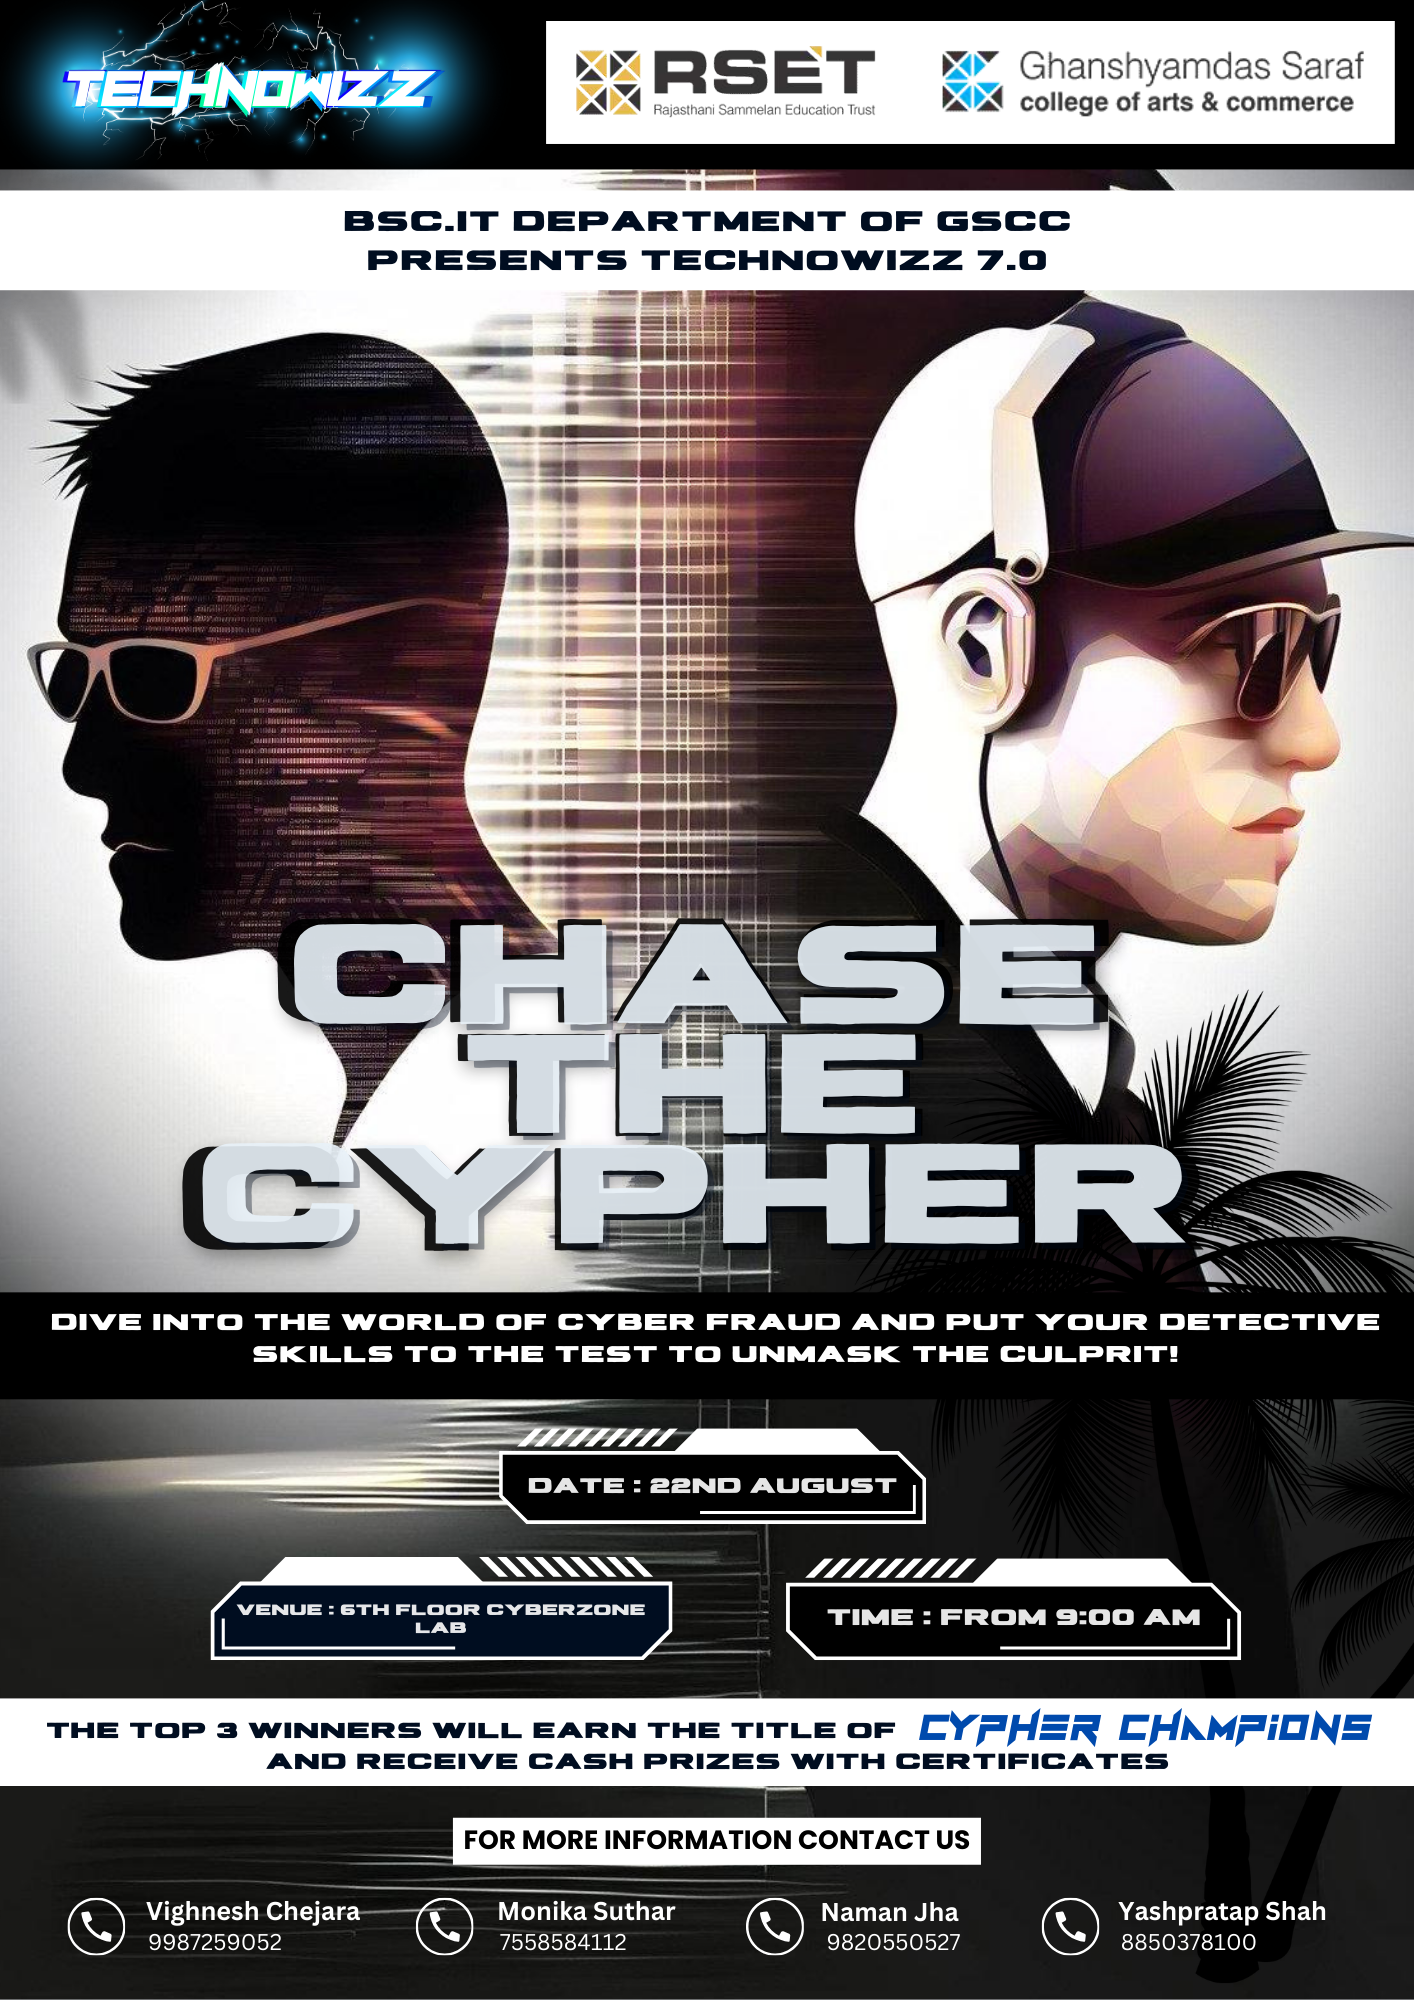 TECHNOWIZZ
RSET
Rajasthani Sammelan Education Trust
Ghanshyamdas Saraf
college of arts & commerce
BSC.IT DEPARTMENT OF GSCC
PRESENTS TECHNOWIZZ 7.0
CHASE
THE
CYPHER
DIVE INTO THE WORLD OF CYBER FRAUD AND PUT YOUR DETECTIVE
SKILLS TO THE TEST TO UNMASK THE CULPRIT!
DATE : 22ND AUGUST
VENUE : 6TH FLOOR CYBERZONE
LAB
TIME : FROM 9:00 AM
THE TOP 3 WINNERS WILL EARN THE TITLE OF CYPHER CHAMPIONS
AND RECEIVE CASH PRIZES WITH CERTIFICATES
FOR MORE INFORMATION CONTACT US
Vighnesh Chejara
9987259052
Monika Suthar
7558584112
Naman Jha
9820550527
Yashpratap Shah
8850378100